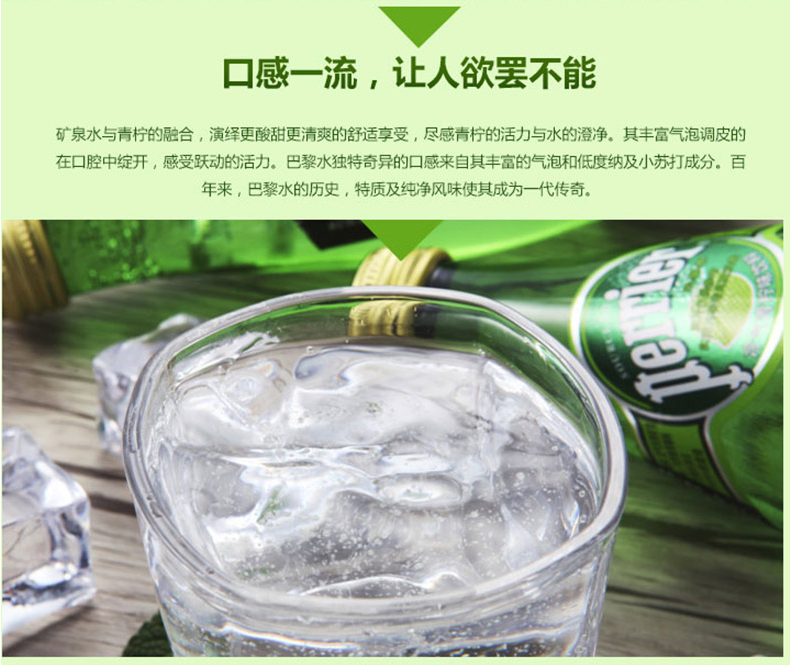 口感一流，让人欲罢不能
矿泉水与青柠的融合，演绎更酸甜更清爽的舒适享受，尽感青柠的活力与水的澄净。其丰富气泡调皮的
在口腔中绽开，感受跃动的活力。巴黎水独特奇异的口感来自其丰富的气泡和低度纳及小苏打成分。百
年来，巴黎水的历史，特质及纯净风味使其成为一代传奇。
perrier